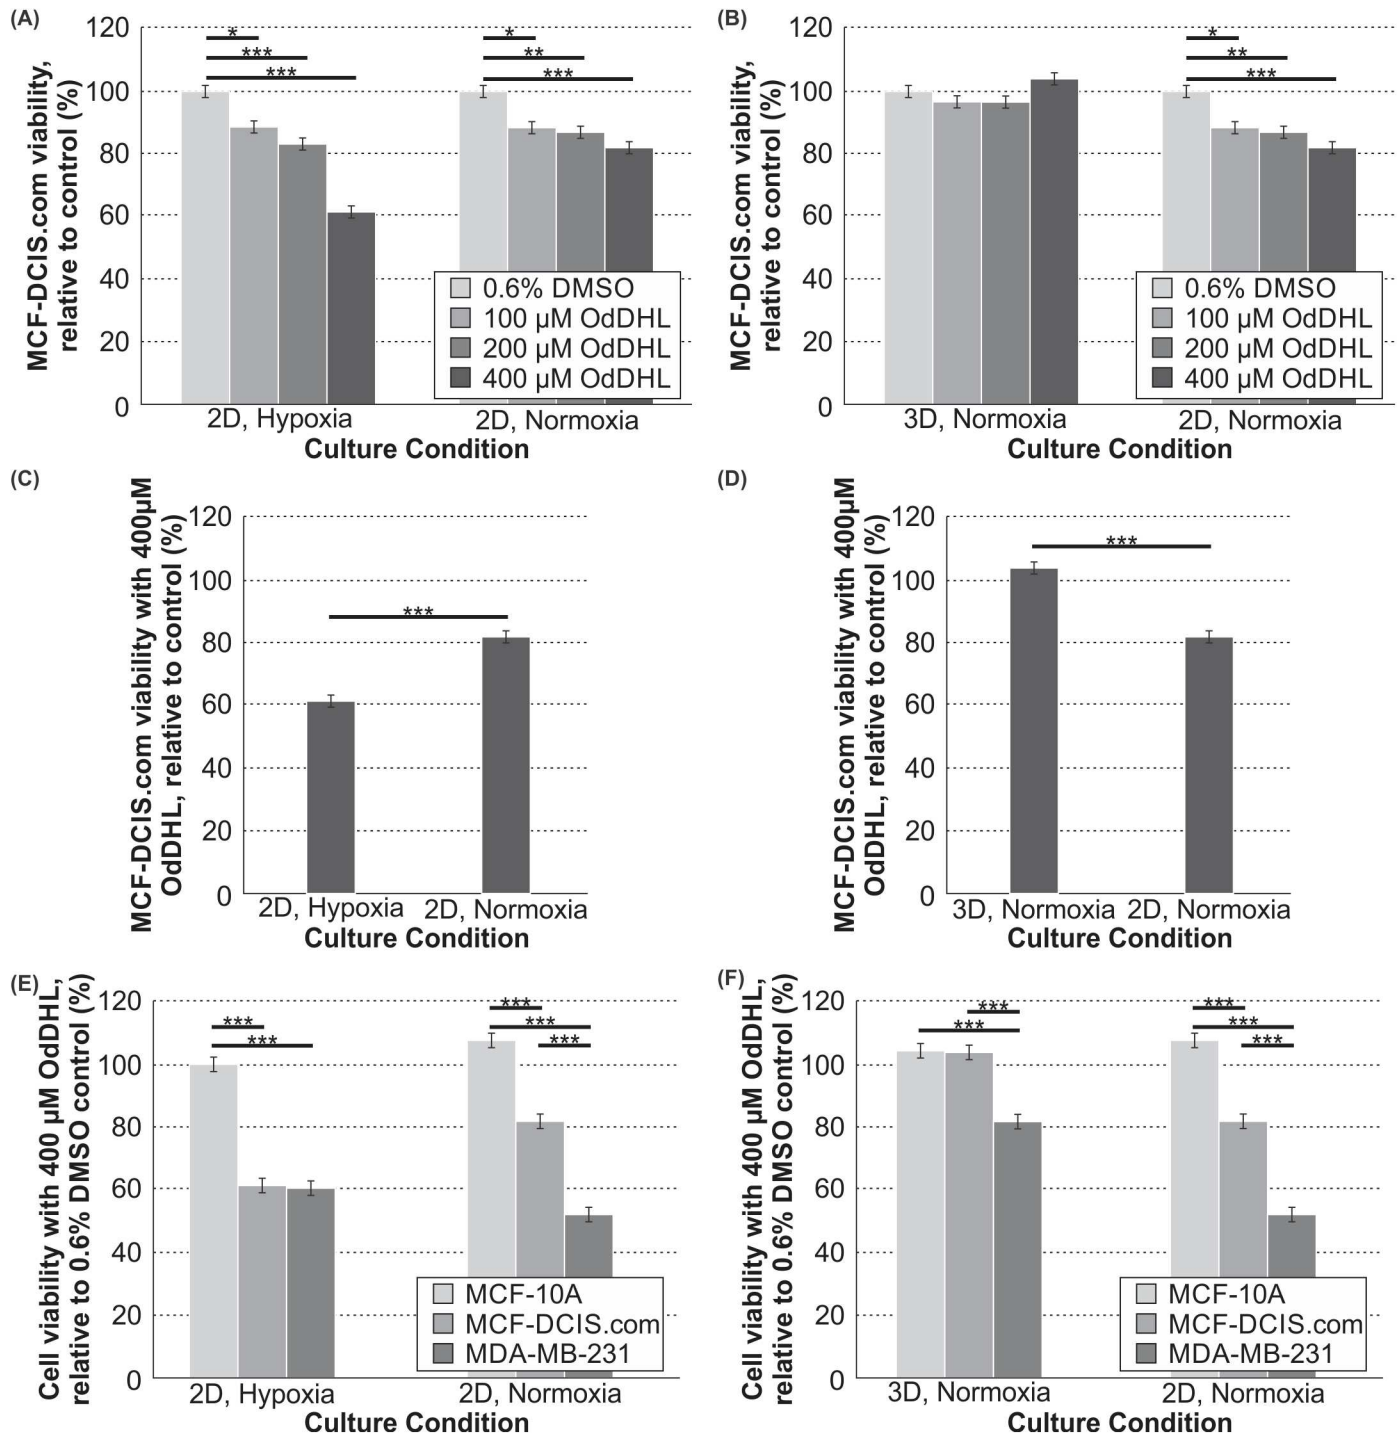 (A)
MCF-DCIS.com viability,
relative to control (%)
120
100
80
60
40
20
0
*
***
***
*
**
***
0.6% DMSO
100 µM OdDHL
200 µM OdDHL
400 µM OdDHL
2D, Hypoxia
2D, Normoxia
Culture Condition
(B)
MCF-DCIS.com viability,
relative to control (%)
120
100
80
60
40
20
0
*
**
***
0.6% DMSO
100 µM OdDHL
200 µM OdDHL
400 µM OdDHL
3D, Normoxia
2D, Normoxia
Culture Condition
(C)
MCF-DCIS.com viability with 400µM
OdDHL, relative to control (%)
120
100
80
60
40
20
0
***
2D, Hypoxia
2D, Normoxia
Culture Condition
(D)
MCF-DCIS.com viability with 400µM
OdDHL, relative to control (%)
120
100
80
60
40
20
0
***
3D, Normoxia
2D, Normoxia
Culture Condition
(E)
Cell viability with 400 µM OdDHL,
relative to 0.6% DMSO control (%)
120
100
80
60
40
20
0
***
***
***
***
***
MCF-10A
MCF-DCIS.com
MDA-MB-231
2D, Hypoxia
2D, Normoxia
Culture Condition
(F)
Cell viability with 400 µM OdDHL,
relative to 0.6% DMSO control (%)
120
100
80
60
40
20
0
***
***
***
***
***
MCF-10A
MCF-DCIS.com
MDA-MB-231
3D, Normoxia
2D, Normoxia
Culture Condition